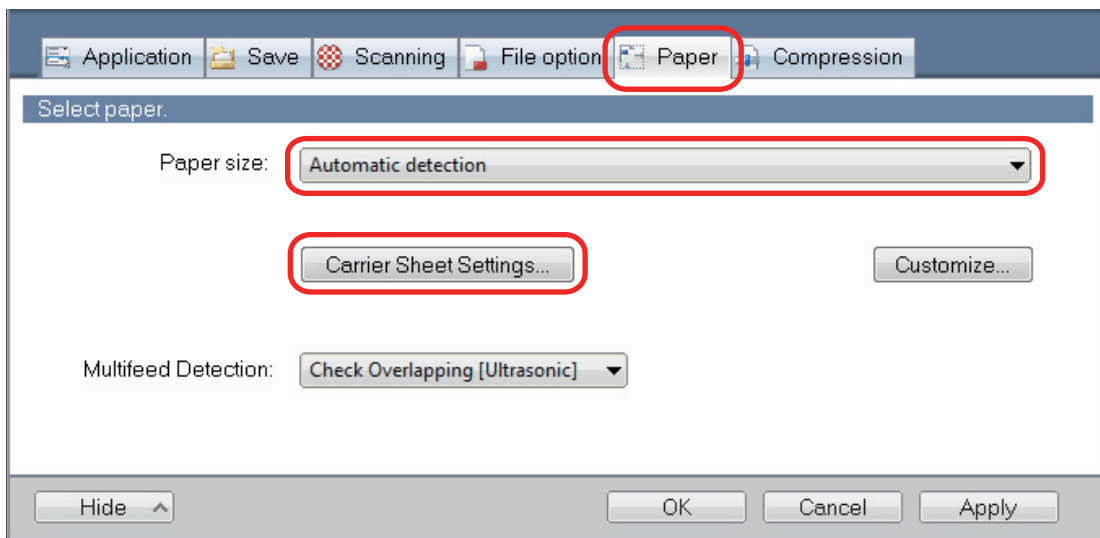 Application Save Scanning File option Paper Compression
Select paper.
Paper size: Automatic detection
Carrier Sheet Settings... Customize...
Multifeed Detection: Check Overlapping [Ultrasonic]
Hide OK Cancel Apply